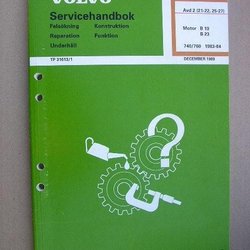 VOLVO
Servicehandbok
Felsökning Konstruktion
Reparation Funktion
Underhåll
Avd 2 (21-22, 25-27)
Motor B 19
B 23
740/760 1983-84
TP 31613/1
DECEMBER 1989